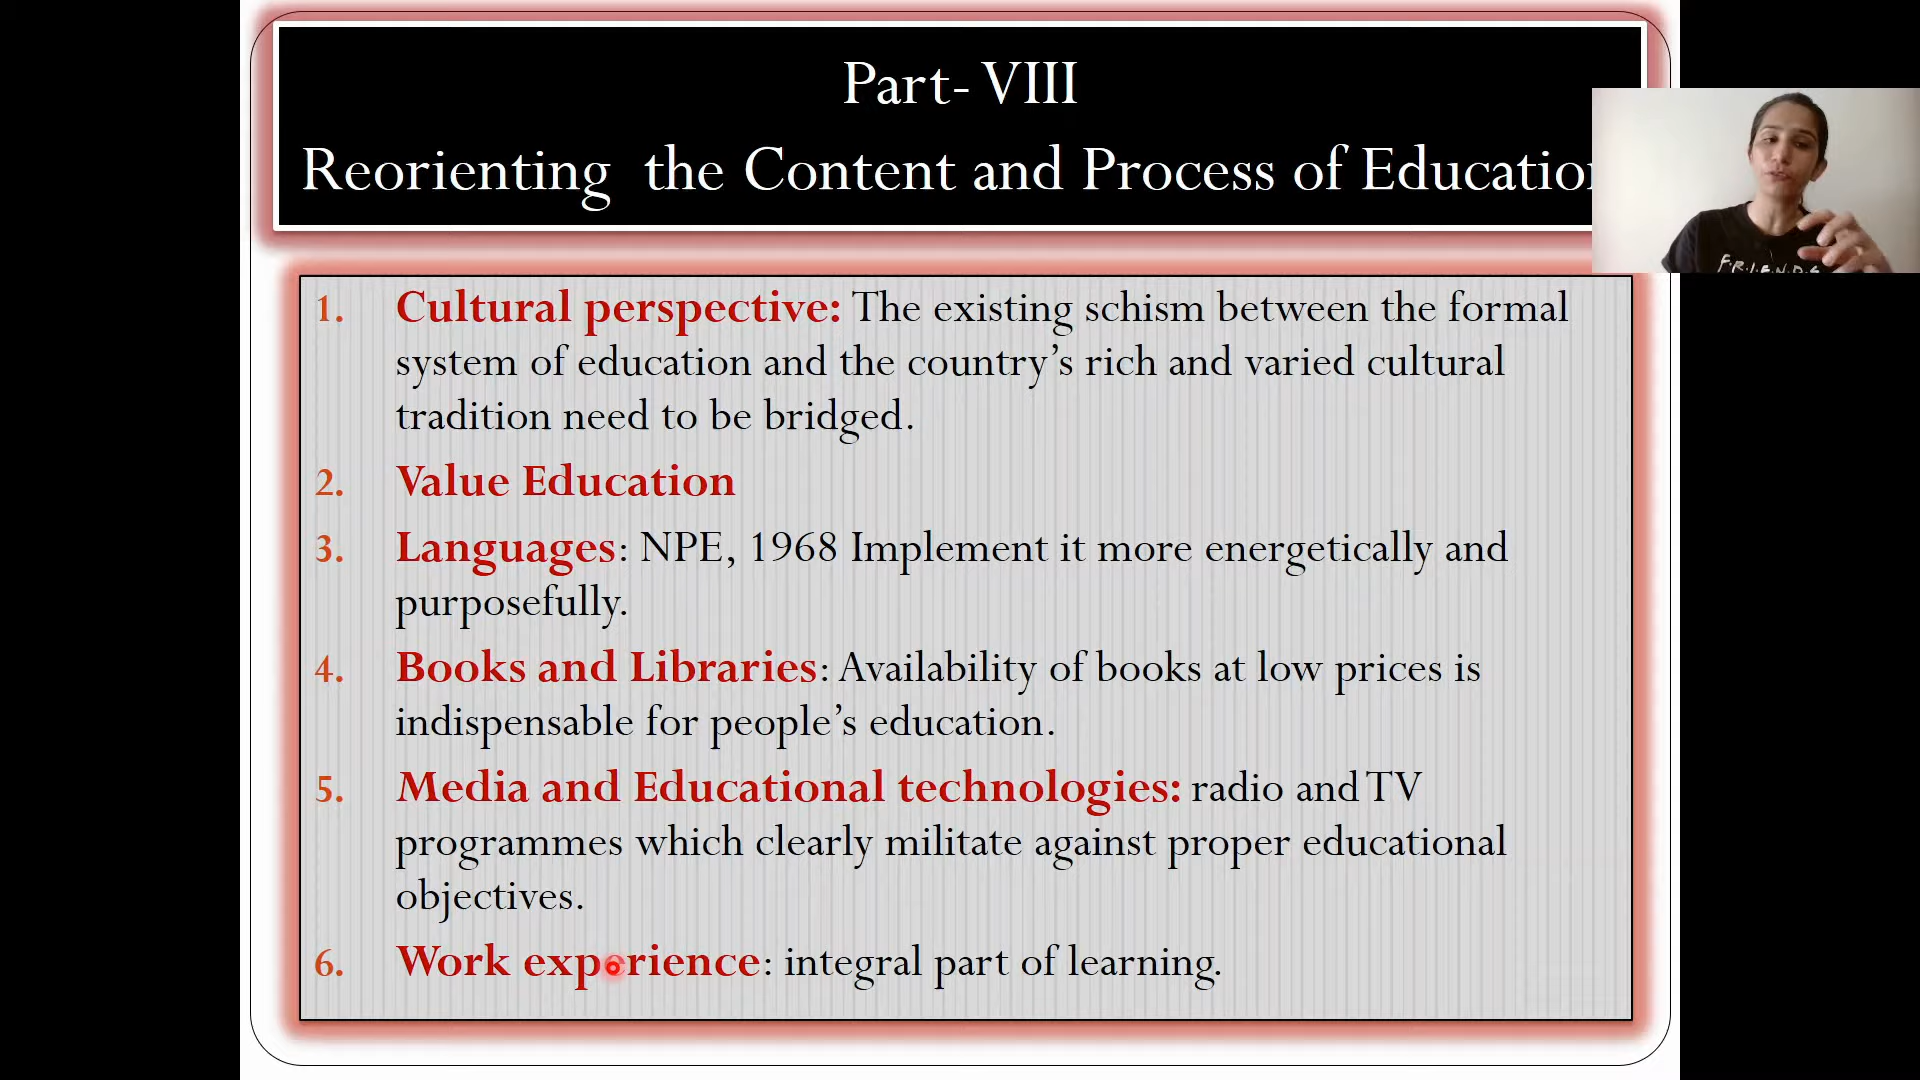 Part- VIII
Reorienting the Content and Process of Education
1. Cultural perspective: The existing schism between the formal
system of education and the country's rich and varied cultural
tradition need to be bridged.
2. Value Education
3. Languages: NPE, 1968 Implement it more energetically and
purposefully.
4. Books and Libraries: Availability of books at low prices is
indispensable for people's education.
5. Media and Educational technologies: radio and TV
programmes which clearly militate against proper educational
objectives.
6. Work experience: integral part of learning.
F.R.I.E.N.D.S